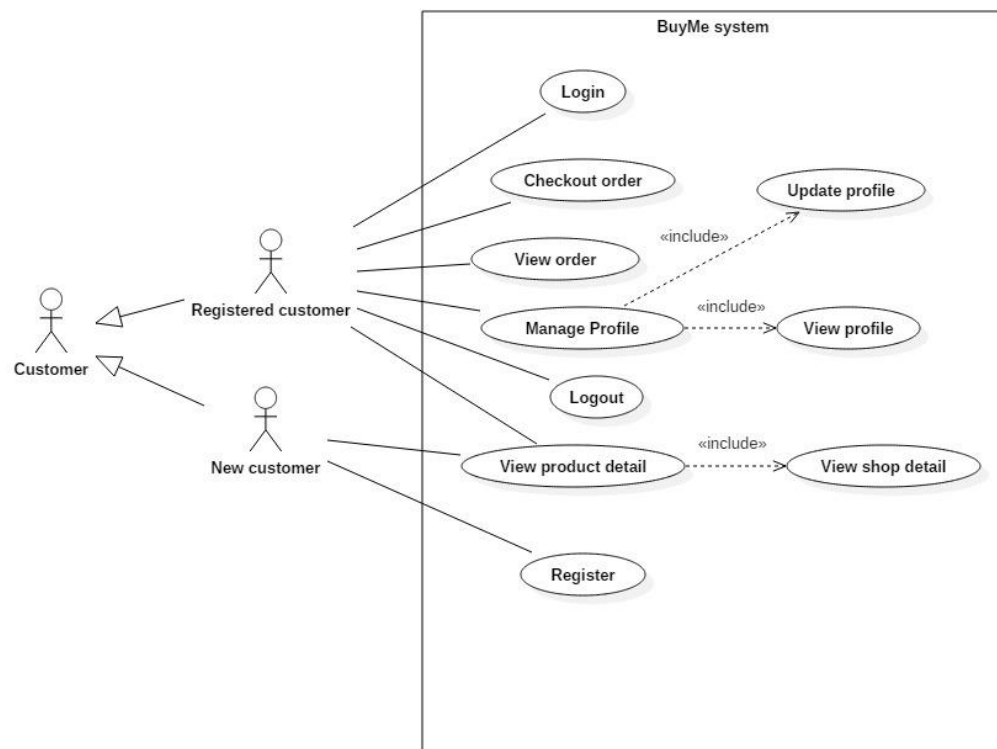 BuyMe system
Login
Checkout order
Update profile
«include»
View order
Registered customer
«include»
Manage Profile
View profile
Customer
Logout
«include»
New customer
View product detail
View shop detail
Register